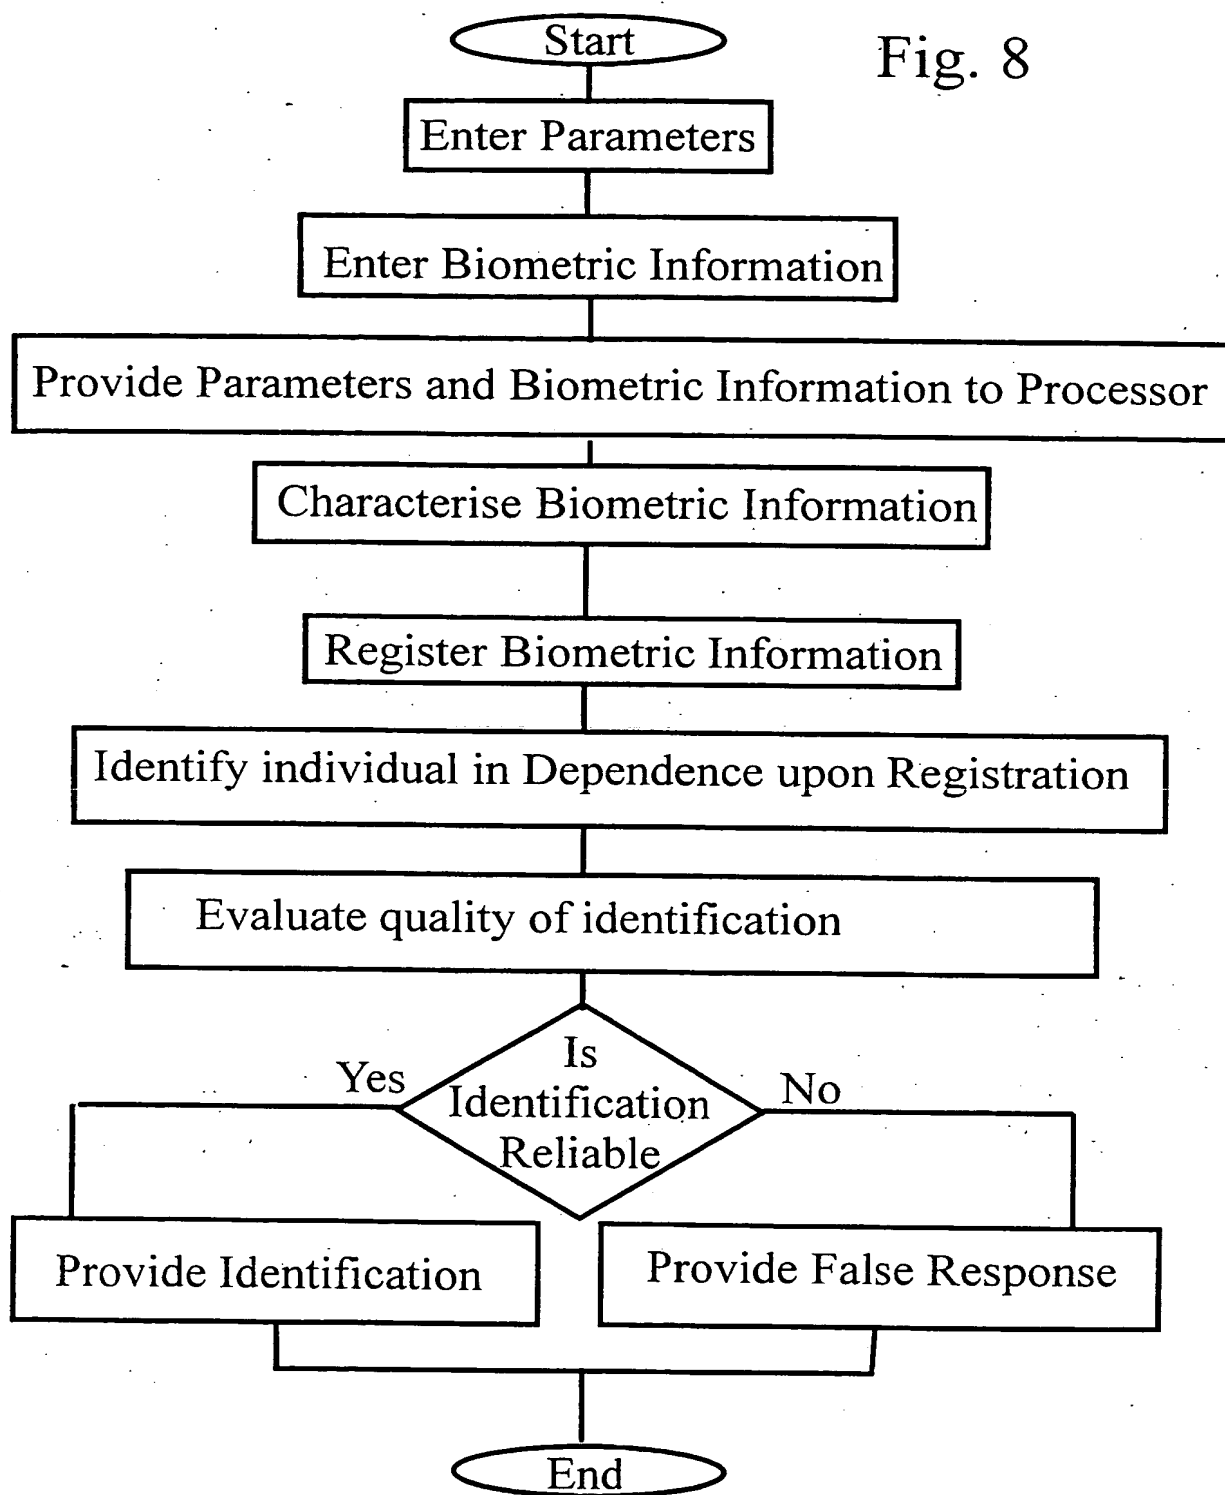 Start
Fig. 8
Enter Parameters
Enter Biometric Information
Provide Parameters and Biometric Information to Processor
Characterise Biometric Information
Register Biometric Information
Identify individual in Dependence upon Registration
Evaluate quality of identification
Is
Identification
Reliable
Yes
No
Provide Identification
Provide False Response
End